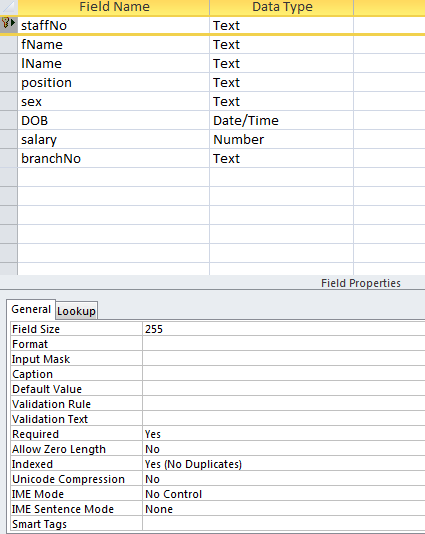 Field Name Data Type
staffNo Text
fName Text
lName Text
position Text
sex Text
DOB Date/Time
salary Number
branchNo Text
Field Properties
General Lookup
Field Size 255
Format
Input Mask
Caption
Default Value
Validation Rule
Validation Text
Required Yes
Allow Zero Length No
Indexed Yes (No Duplicates)
Unicode Compression No
IME Mode No Control
IME Sentence Mode None
Smart Tags